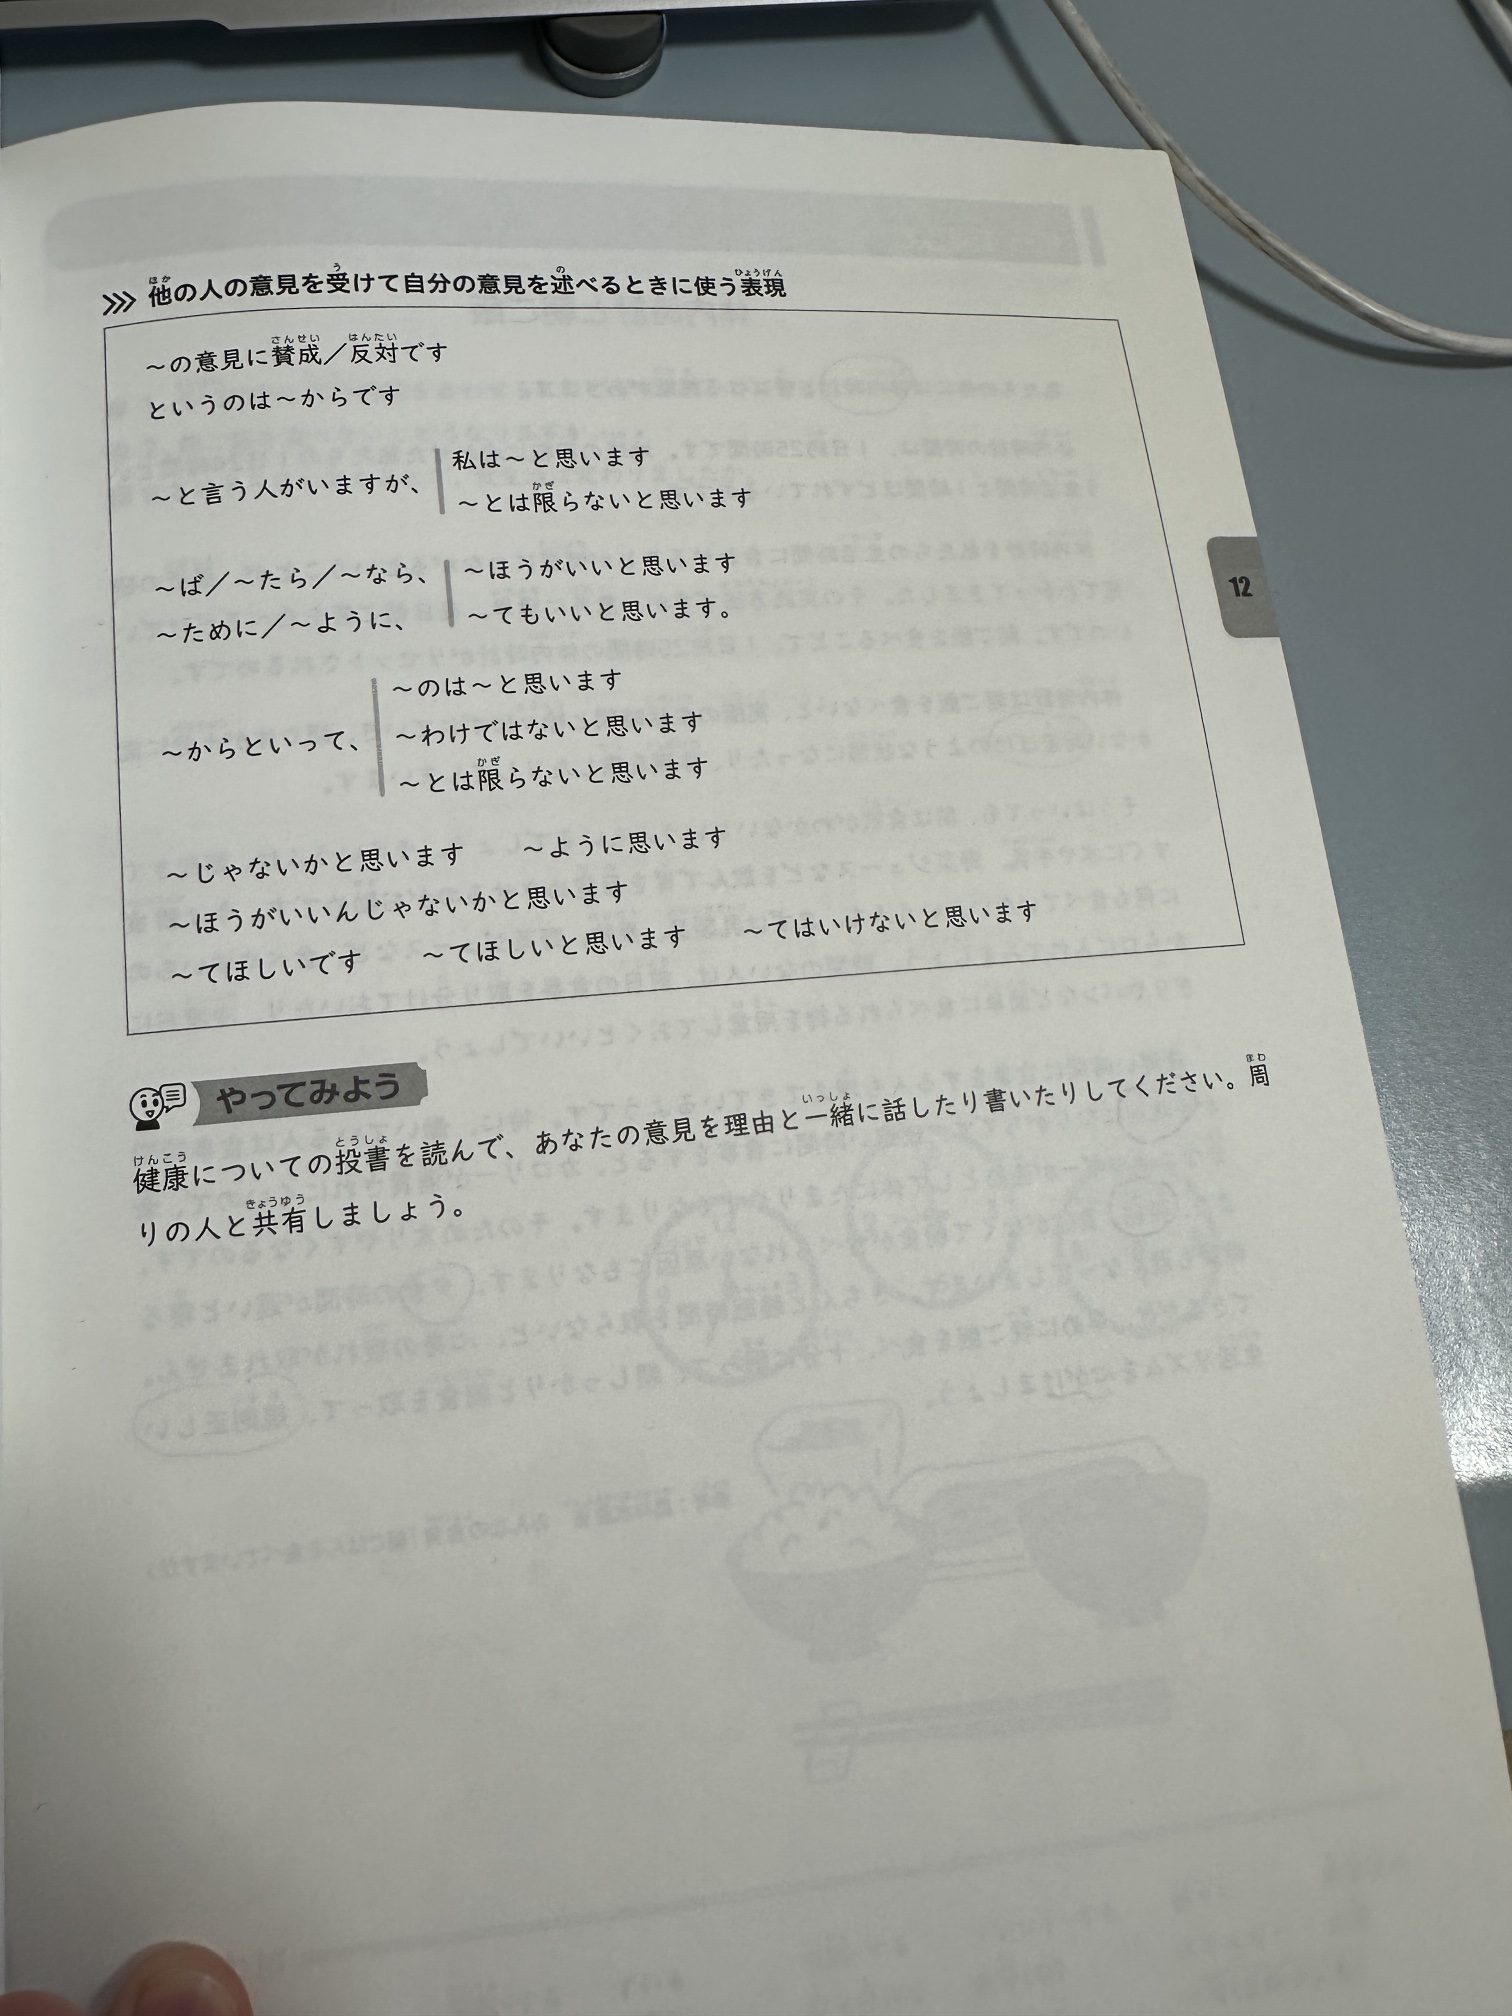 他の人の意見を受けて自分の意見を述べるときに使う表現
～の意見に賛成／反対です
というのは～からです
～と言う人がいますが、
私は～と思います
～とは限らないと思います
～ば／～たら／～なら、
～ために／～ように、
～ほうがいいと思います
～てもいいと思います。
～からといって、
～のは～と思います
～わけではないと思います
～とは限らないと思います
～じゃないかと思います ～ように思います
～ほうがいいんじゃないかと思います
～てほしいです ～てほしいと思います ～てはいけないと思います
12
やってみよう
健康についての投書を読んで、あなたの意見を理由と一緒に話したり書いたりしてください。周
りの人と共有しましょう。